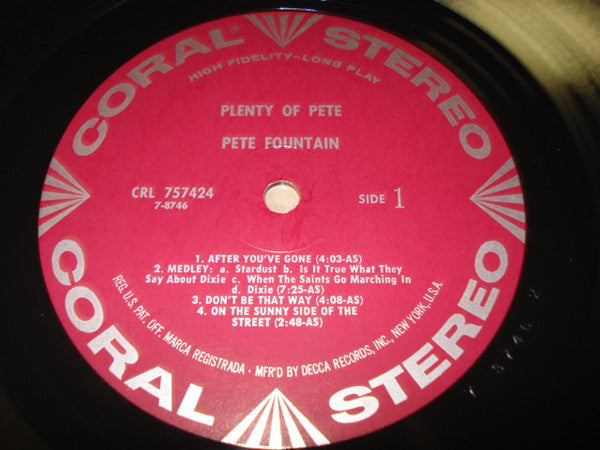 CORAL® STEREO
HIGH FIDELITY–LONG PLAY
PLENTY OF PETE
PETE FOUNTAIN
CRL 757424
7-8746
SIDE 1
1. AFTER YOU'VE GONE (4:03-AS)
2. MEDLEY: a. Stardust b. Is It True What They
Say About Dixie c. When The Saints Go Marching In
d. Dixie (7:25-AS)
3. DON'T BE THAT WAY (4:08-AS)
4. ON THE SUNNY SIDE OF THE
STREET (2:48-AS)
REG. U.S. PAT. OFF. MARCA REGISTRADA • MFR'D BY DECCA RECORDS, INC., NEW YORK, U.S.A.
CORAL STEREO